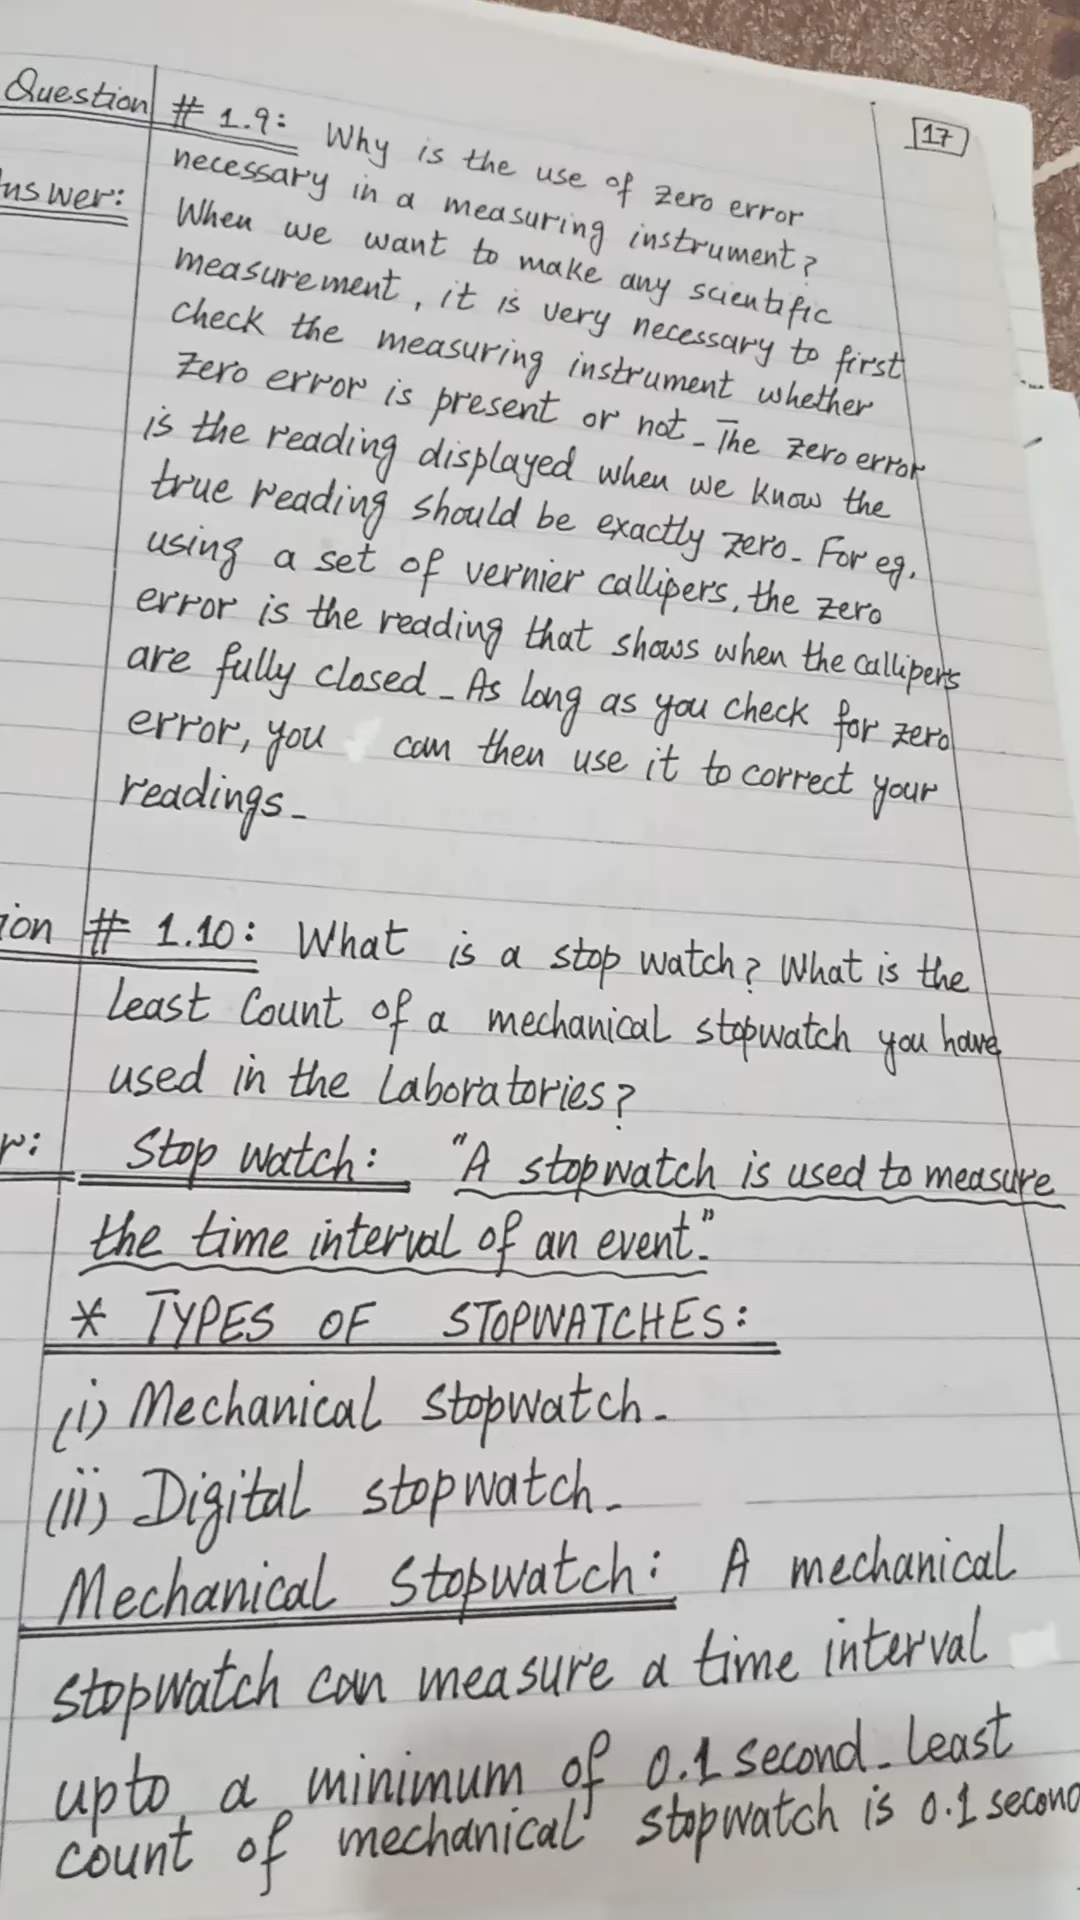 17
Question # 1.9: Why is the use of zero error
necessary in a measuring instrument?
Answer: When we want to make any scientific
measurement, it is very necessary to first
check the measuring instrument whether
zero error is present or not. The zero error
is the reading displayed when we know the
true reading should be exactly zero. For eg,
using a set of vernier callipers, the zero
error is the reading that shows when the callipers
are fully closed. As long as you check for zero
error, you can then use it to correct your
readings.
ion # 1.10: What is a stop watch? What is the
least Count of a mechanical stopwatch you have
used in the Laboratories?
r: Stop watch: "A stopwatch is used to measure
the time interval of an event."
* TYPES OF STOPWATCHES:
(i) Mechanical stopwatch.
(ii) Digital stopwatch.
Mechanical Stopwatch: A mechanical
stopwatch can measure a time interval
upto a minimum of 0.1 second. Least
count of mechanical stopwatch is 0.1 second